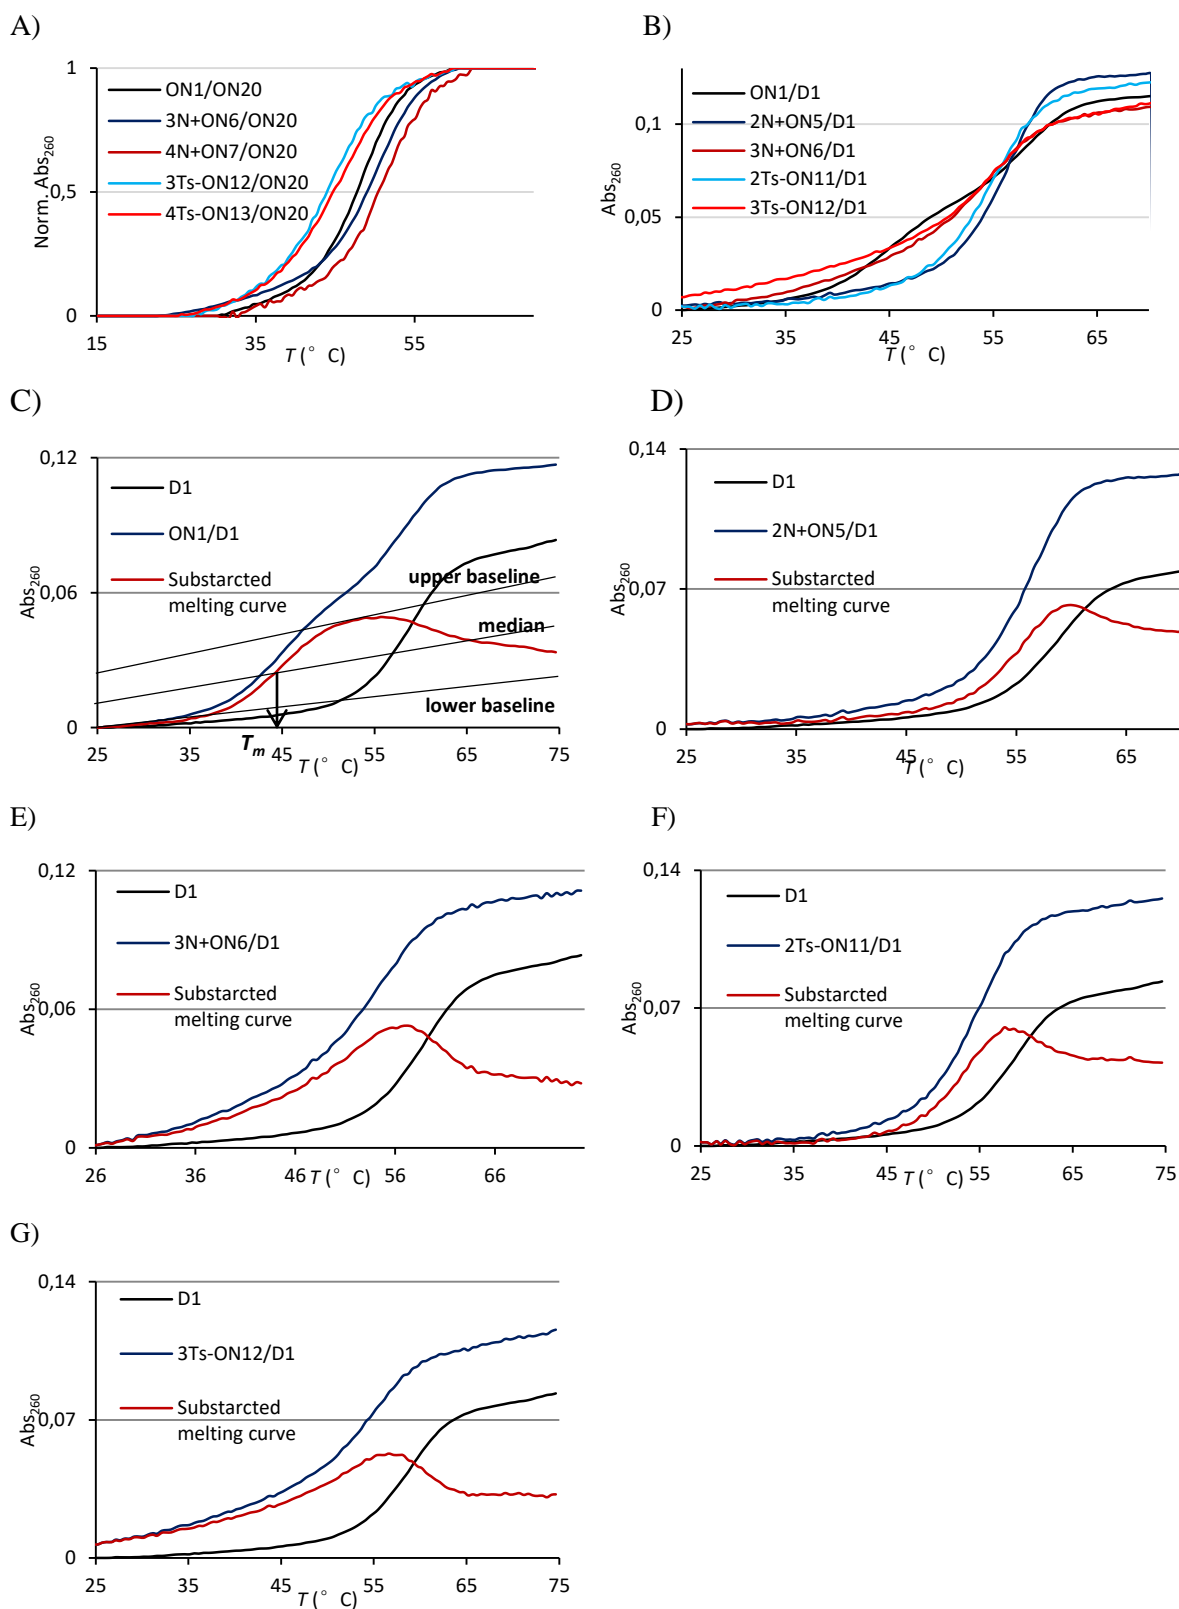 A)
1
ON1/ON20
3N+ON6/ON20
4N+ON7/ON20
3Ts-ON12/ON20
4Ts-ON13/ON20
0,5
0
Norm. Abs260
15 35 55
T (° C)
B)
ON1/D1
2N+ON5/D1
3N+ON6/D1
2Ts-ON11/D1
3Ts-ON12/D1
0,1
0,05
0
Abs260
25 35 45 55 65
T (° C)
C)
0,12
D1
ON1/D1
Substarcted
melting curve
0,06
0
Abs260
upper baseline
median
lower baseline
Tm
25 35 45 55 65 75
T (° C)
D)
0,14
D1
2N+ON5/D1
Substarcted
melting curve
0,07
0
Abs260
25 35 45 55 65
T (° C)
E)
0,12
D1
3N+ON6/D1
Substarcted
melting curve
0,06
0
Abs260
26 36 46 56 66
T (° C)
F)
0,14
D1
2Ts-ON11/D1
Substarcted
melting curve
0,07
0
Abs260
25 35 45 55 65 75
T (° C)
G)
0,14
D1
3Ts-ON12/D1
Substarcted
melting curve
0,07
0
Abs260
25 35 45 55 65 75
T (° C)